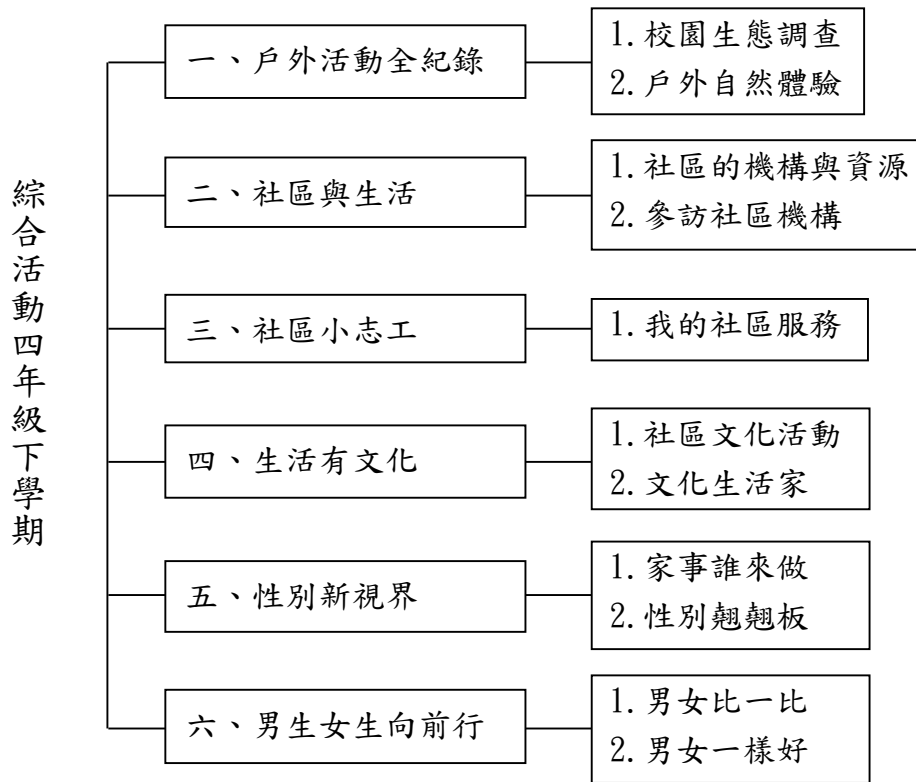 綜合活動四年級下學期
一、戶外活動全紀錄
1.校園生態調查
2.戶外自然體驗
二、社區與生活
1.社區的機構與資源
2.參訪社區機構
三、社區小志工
1.我的社區服務
四、生活有文化
1.社區文化活動
2.文化生活家
五、性別新視界
1.家事誰來做
2.性別翹翹板
六、男生女生向前行
1.男女比一比
2.男女一樣好